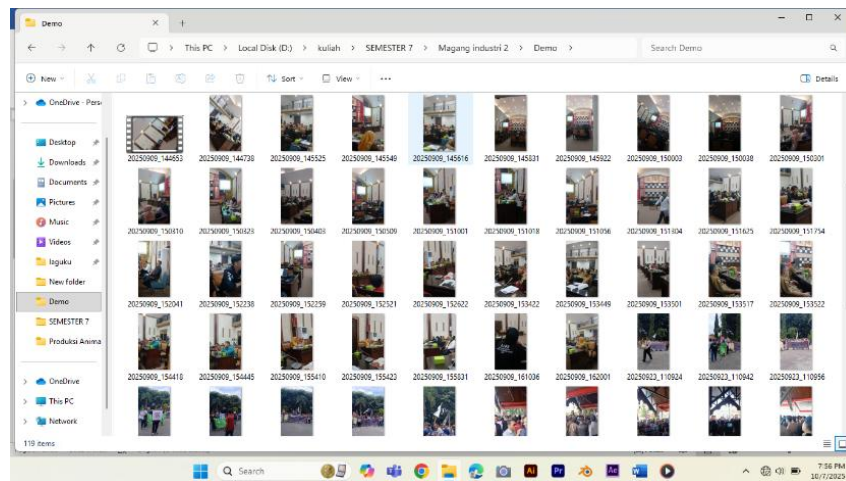 Demo
This PC > Local Disk (D:) > kuliah > SEMESTER 7 > Magang industri 2 > Demo >
Search Demo
New
Sort
View
Details
OneDrive - Pers
Desktop
Downloads
Documents
Pictures
Music
Videos
lzguku
New folder
Demo
SEMESTER 7
Produksi Anima
OneDrive
This PC
Network
20250909_144653 20250909_144738 20250909_145525 20250909_145549 20250909_145616 20250909_145831 20250909_145922 20250909_150003 20250909_150038 20250909_150301
20250909_150310 20250909_150323 20250909_150403 20250909_150509 20250909_151001 20250909_151018 20250909_151056 20250909_151304 20250909_151625 20250909_151754
20250909_152041 20250909_152238 20250909_152259 20250909_152521 20250909_152622 20250909_153422 20250909_153449 20250909_153501 20250909_153517 20250909_153522
20250909_154418 20250909_154445 20250909_155410 20250909_155423 20250909_155831 20250909_161036 20250909_162001 20250923_110924 20250923_110942 20250923_110956
119 items
Search
7:56 PM
10/7/2025